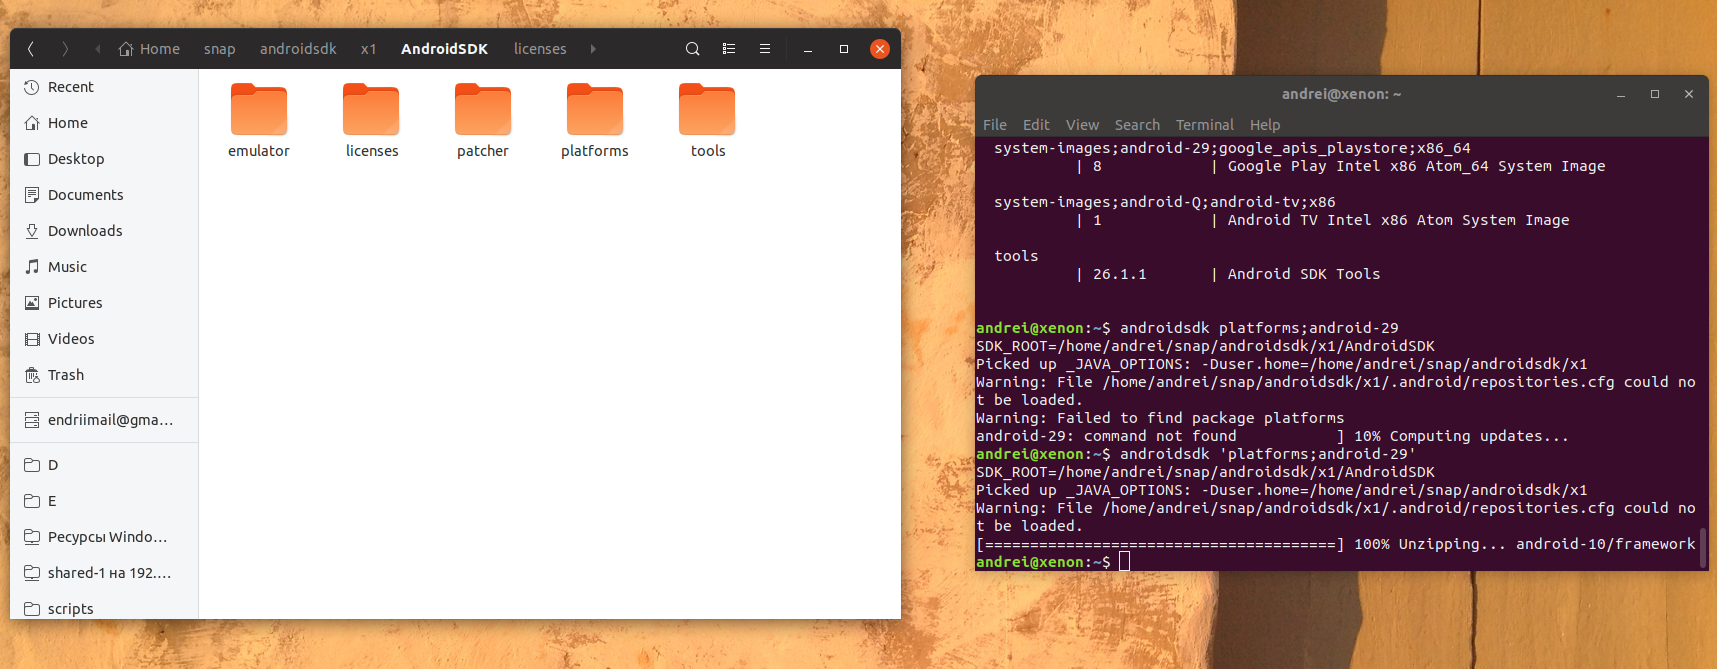 Home snap androidsdk x1 AndroidSDK licenses
Recent
Home
Desktop
Documents
Downloads
Music
Pictures
Videos
Trash
endriimail@gma…
D
E
Ресурсы Windo…
shared-1 на 192.…
scripts
emulator licenses patcher platforms tools
andrei@xenon: ~
File Edit View Search Terminal Help
system-images;android-29;google_apis_playstore;x86_64
| 8 | Google Play Intel x86 Atom_64 System Image
system-images;android-Q;android-tv;x86
| 1 | Android TV Intel x86 Atom System Image
tools
| 26.1.1 | Android SDK Tools
andrei@xenon:~$ androidsdk platforms;android-29
SDK_ROOT=/home/andrei/snap/androidsdk/x1/AndroidSDK
Picked up _JAVA_OPTIONS: -Duser.home=/home/andrei/snap/androidsdk/x1
Warning: File /home/andrei/snap/androidsdk/x1/.android/repositories.cfg could no
t be loaded.
Warning: Failed to find package platforms
android-29: command not found ] 10% Computing updates...
andrei@xenon:~$ androidsdk 'platforms;android-29'
SDK_ROOT=/home/andrei/snap/androidsdk/x1/AndroidSDK
Picked up _JAVA_OPTIONS: -Duser.home=/home/andrei/snap/androidsdk/x1
Warning: File /home/andrei/snap/androidsdk/x1/.android/repositories.cfg could no
t be loaded.
[=======================================] 100% Unzipping... android-10/framework
andrei@xenon:~$